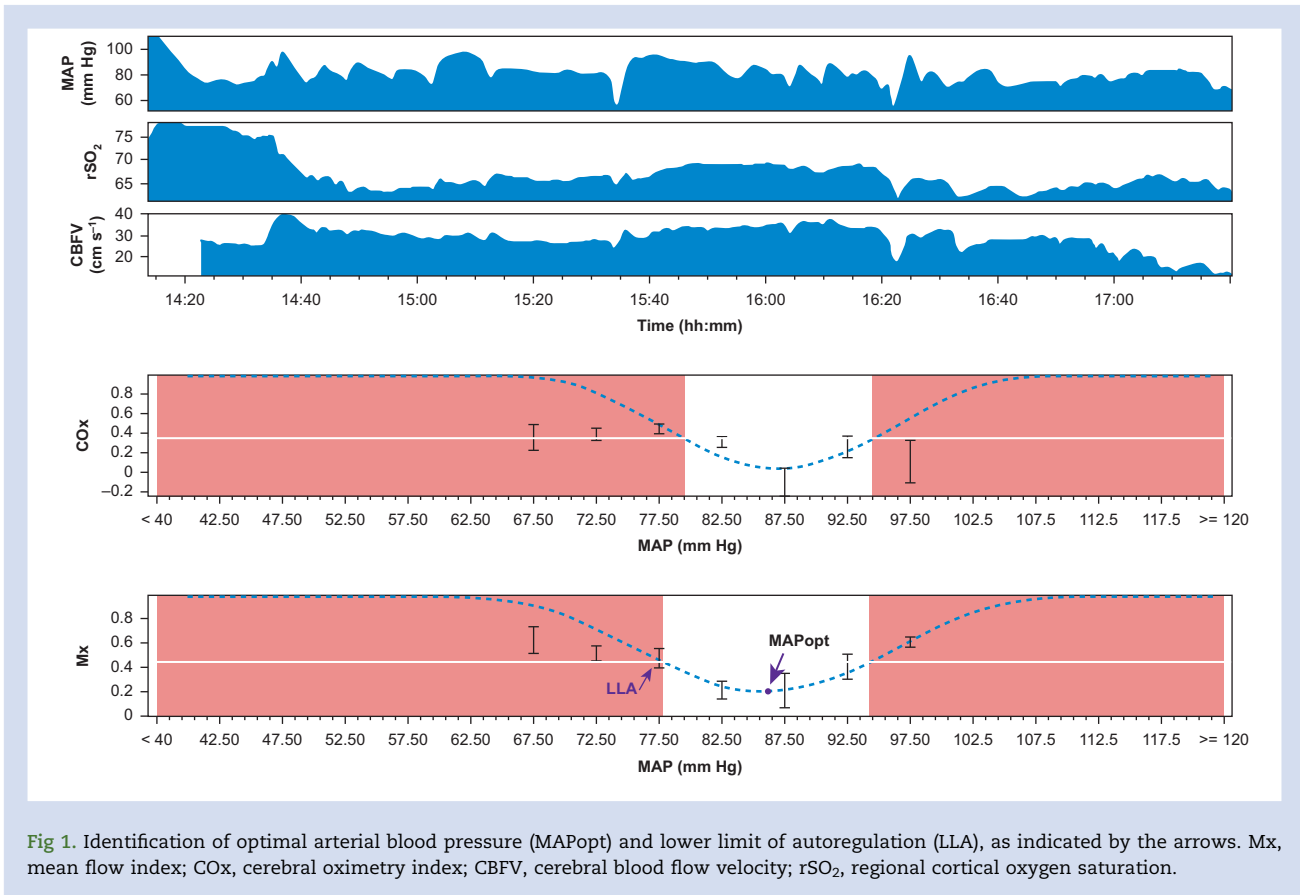 MAP
(mm Hg)
100
80
60
rSO2
75
70
65
CBFV
(cm s–1)
40
30
20
14:20 14:40 15:00 15:20 15:40 16:00 16:20 16:40 17:00
Time (hh:mm)
COx
0.8
0.6
0.4
0.2
0
–0.2
< 40 42.50 47.50 52.50 57.50 62.50 67.50 72.50 77.50 82.50 87.50 92.50 97.50 102.5 107.5 112.5 117.5 >= 120
MAP (mm Hg)
Mx
0.8
0.6
0.4
0.2
0
MAPopt
LLA
< 40 42.50 47.50 52.50 57.50 62.50 67.50 72.50 77.50 82.50 87.50 92.50 97.50 102.5 107.5 112.5 117.5 >= 120
MAP (mm Hg)
Fig 1. Identification of optimal arterial blood pressure (MAPopt) and lower limit of autoregulation (LLA), as indicated by the arrows. Mx,
mean flow index; COx, cerebral oximetry index; CBFV, cerebral blood flow velocity; rSO2, regional cortical oxygen saturation.